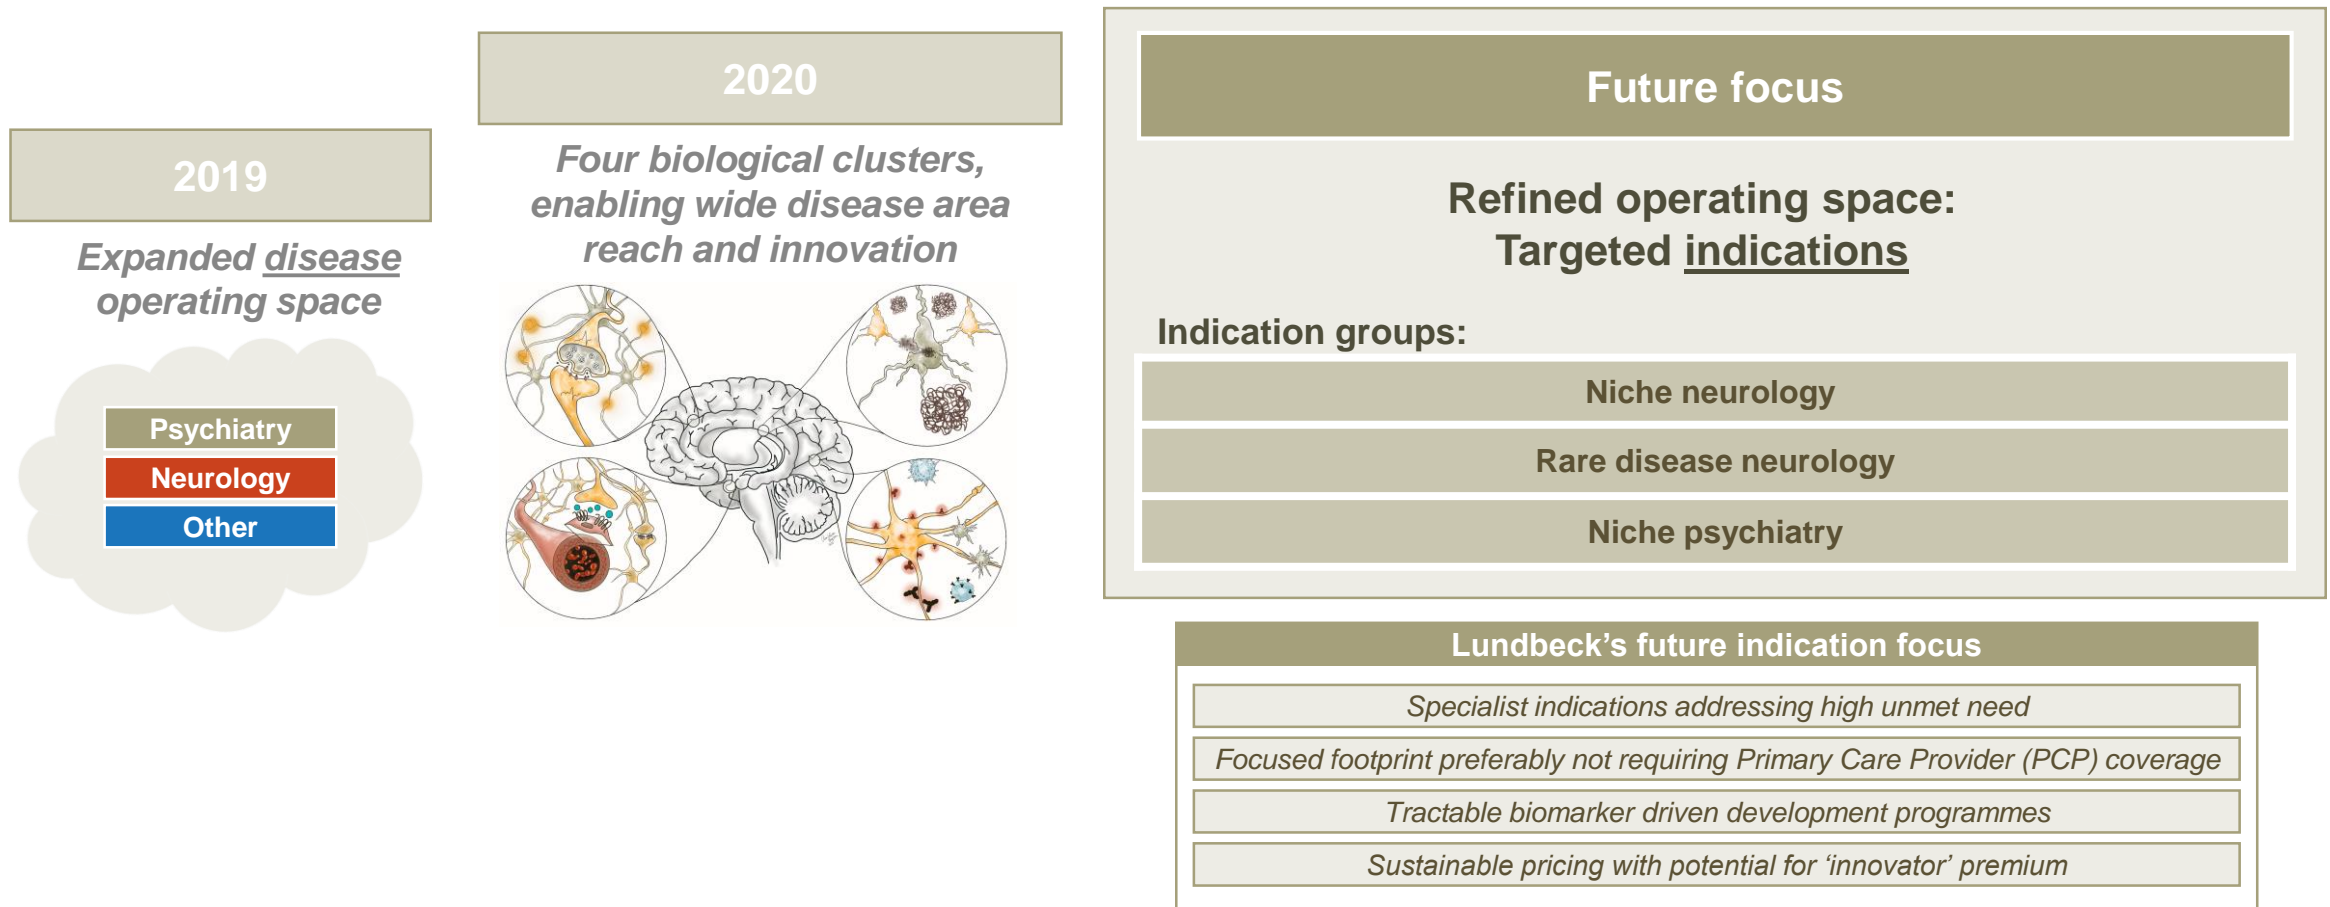 2019
Expanded disease
operating space
Psychiatry
Neurology
Other
2020
Four biological clusters,
enabling wide disease area
reach and innovation
Future focus
Refined operating space:
Targeted indications
Indication groups:
Niche neurology
Rare disease neurology
Niche psychiatry
Lundbeck’s future indication focus
Specialist indications addressing high unmet need
Focused footprint preferably not requiring Primary Care Provider (PCP) coverage
Tractable biomarker driven development programmes
Sustainable pricing with potential for ‘innovator’ premium